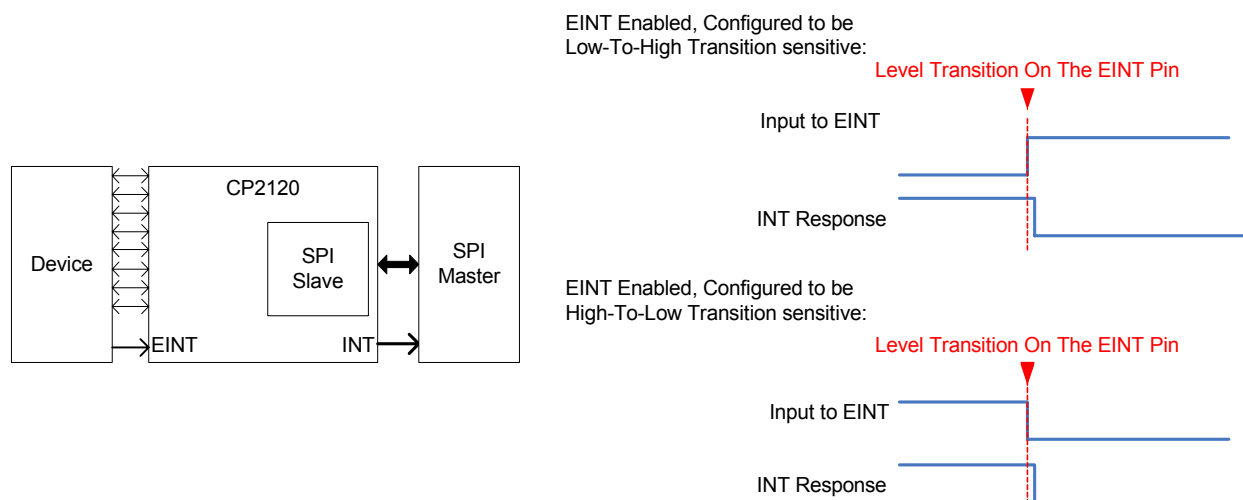 Device
EINT
CP2120
SPI
Slave
INT
SPI
Master
EINT Enabled, Configured to be
Low-To-High Transition sensitive:
Level Transition On The EINT Pin
Input to EINT
INT Response
EINT Enabled, Configured to be
High-To-Low Transition sensitive:
Level Transition On The EINT Pin
Input to EINT
INT Response